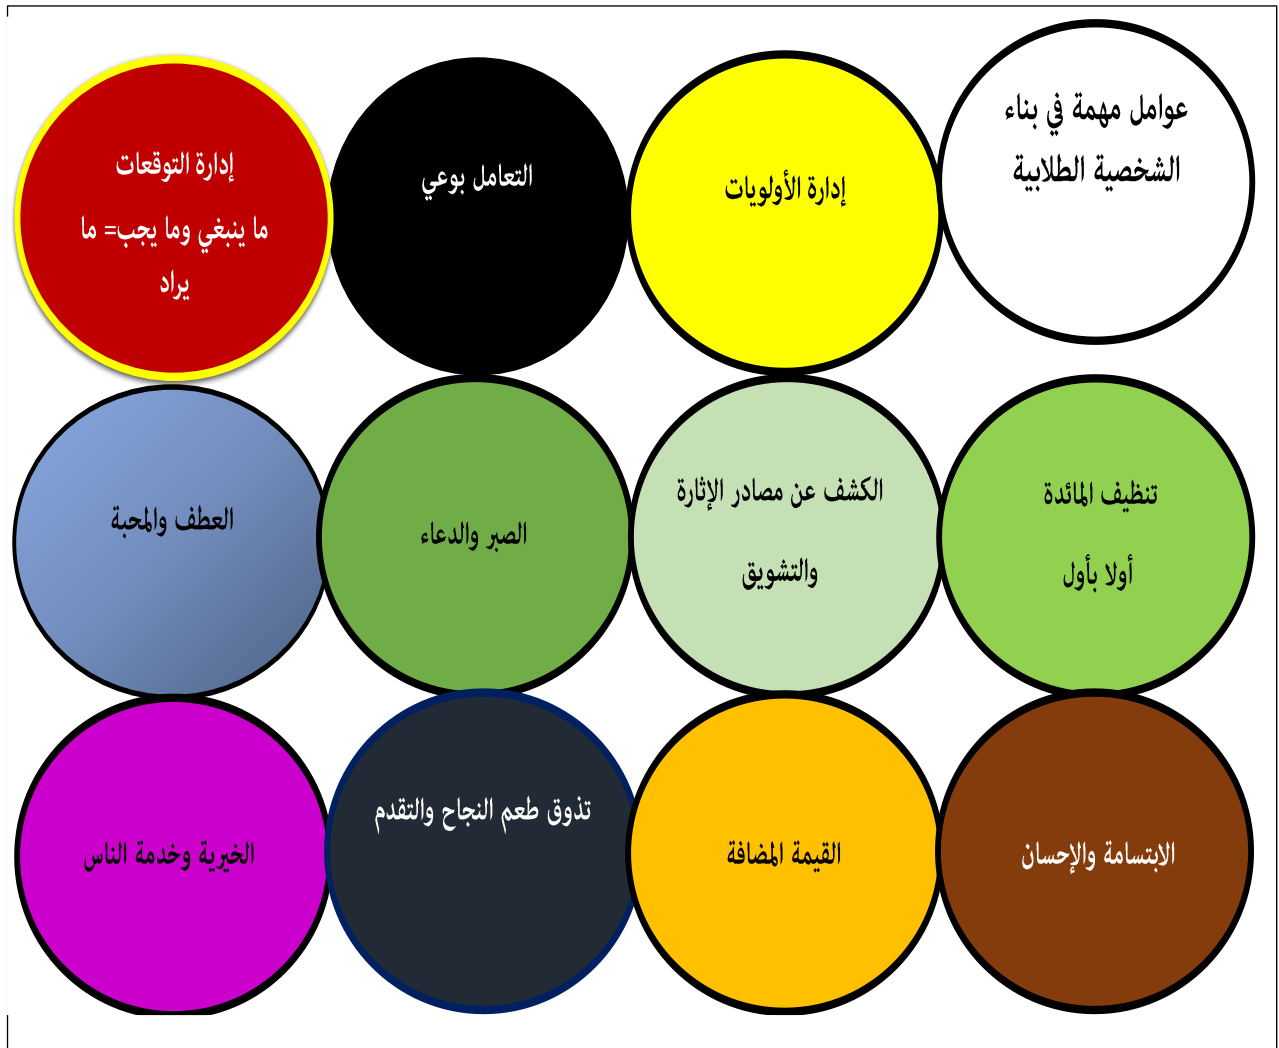 عوامل مهمة في بناء
الشخصية الطلابية
إدارة الأولويات
التعامل بوعي
إدارة التوقعات
ما ينبغي وما يجب= ما
يراد
تنظيف المائدة
أولا بأول
الكشف عن مصادر الإثارة
والتشويق
الصبر والدعاء
العطف والمحبة
الابتسامة والإحسان
القيمة المضافة
تذوق طعم النجاح والتقدم
الخيرية وخدمة الناس